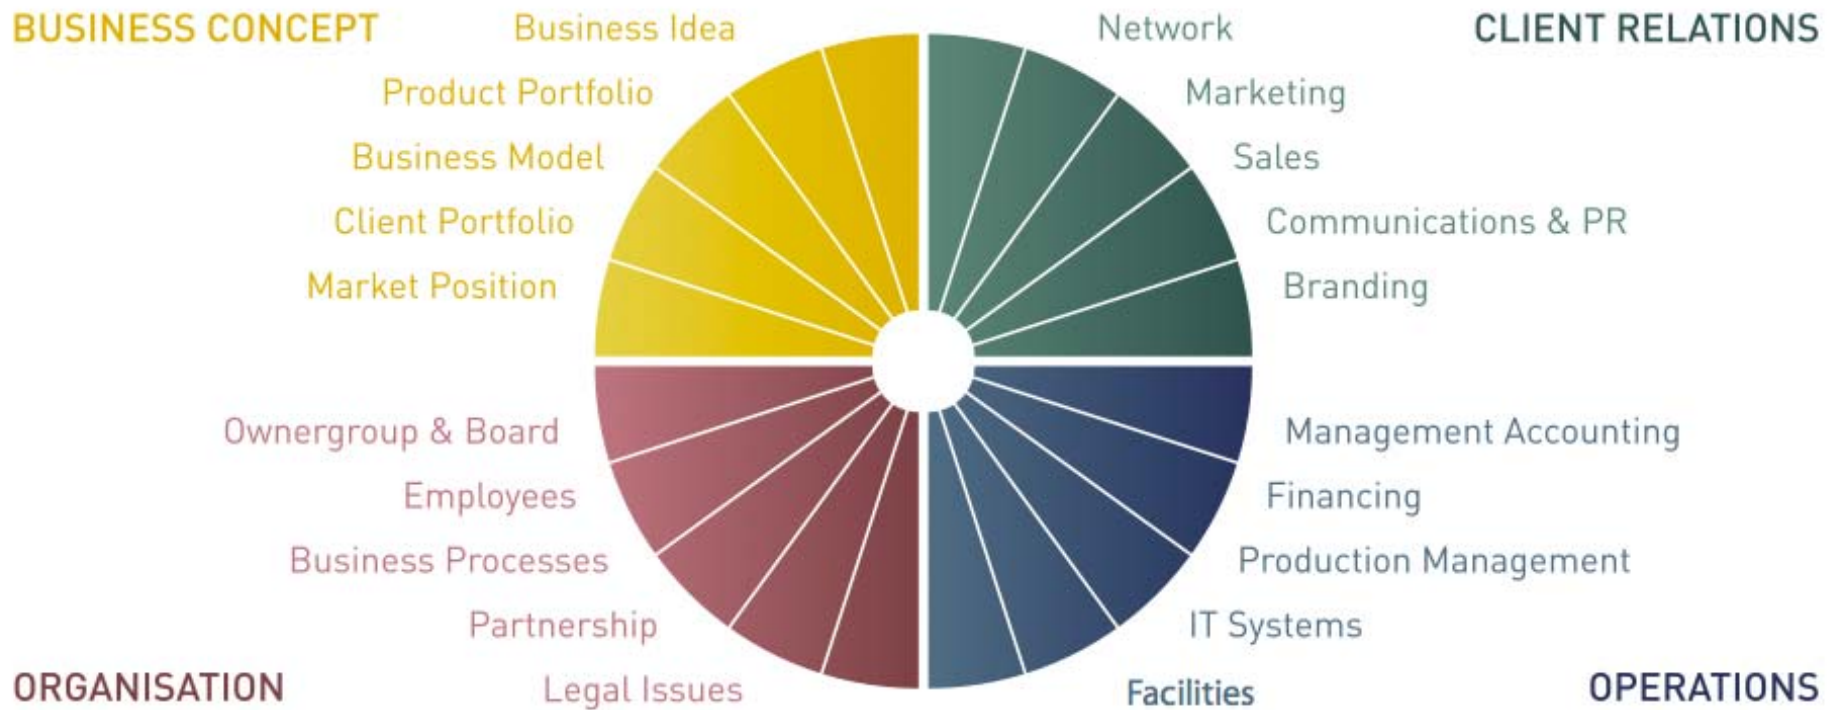 BUSINESS CONCEPT
Business Idea
Product Portfolio
Business Model
Client Portfolio
Market Position
Network
CLIENT RELATIONS
Marketing
Sales
Communications & PR
Branding
Ownergroup & Board
Employees
Business Processes
Partnership
ORGANISATION
Legal Issues
Management Accounting
Financing
Production Management
IT Systems
Facilities
OPERATIONS